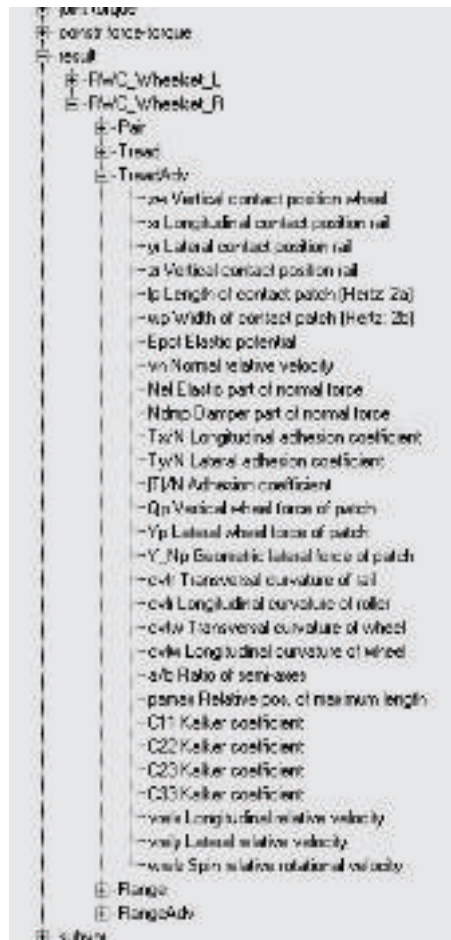 joint torque
constr force-torque
result
RWC_Wheelset_L
RWC_Wheelset_R
Pair
Tread
TreadAdv
zw Vertical contact position wheel
xr Longitudinal contact position rail
yr Lateral contact position rail
zr Vertical contact position rail
lp Length of contact patch (Hertz: 2a)
wp Width of contact patch (Hertz: 2b)
Epot Elastic potential
vn Normal relative velocity
Nel Elastic part of normal force
Ndmp Damper part of normal force
Tx/N Longitudinal adhesion coefficient
Ty/N Lateral adhesion coefficient
|T|/N Adhesion coefficient
Qp Vertical wheel force of patch
Yp Lateral wheel force of patch
Y_Np Geometric lateral force of patch
cvtr Transversal curvature of rail
cvlr Longitudinal curvature of roller
cvtw Transversal curvature of wheel
cvlw Longitudinal curvature of wheel
a/b Ratio of semi-axes
pamax Relative pos. of maximum length
C11 Kalker coefficient
C22 Kalker coefficient
C23 Kalker coefficient
C33 Kalker coefficient
vrelx Longitudinal relative velocity
vrely Lateral relative velocity
wrelz Spin relative rotational velocity
Flange
FlangeAdv